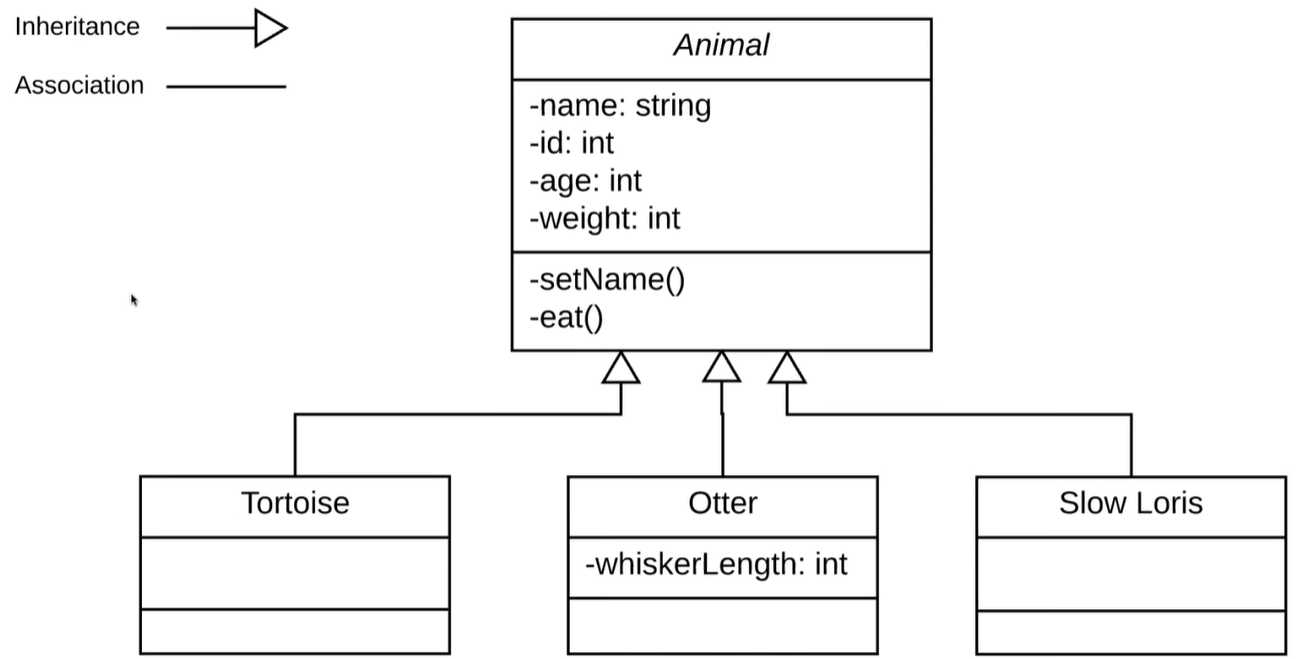 Inheritance
Association
Animal
-name: string
-id: int
-age: int
-weight: int
-setName()
-eat()
Tortoise
Otter
-whiskerLength: int
Slow Loris